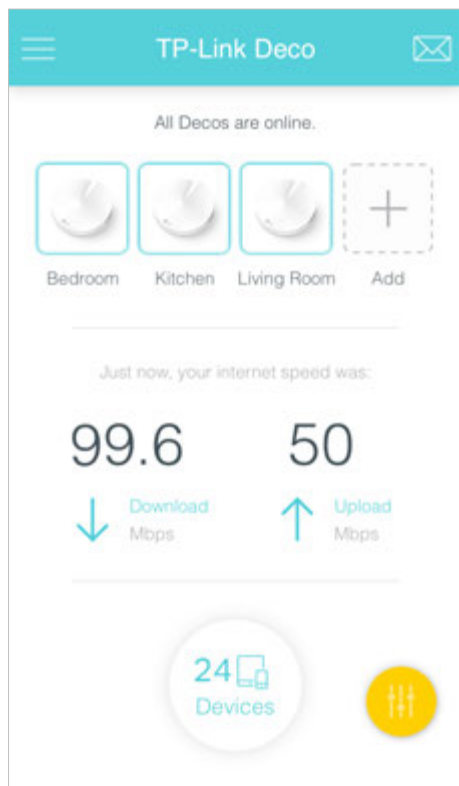 TP-Link Deco
All Decos are online.
Bedroom Kitchen Living Room Add
Just now, your internet speed was:
99.6 50
Download Upload
Mbps Mbps
24
Devices